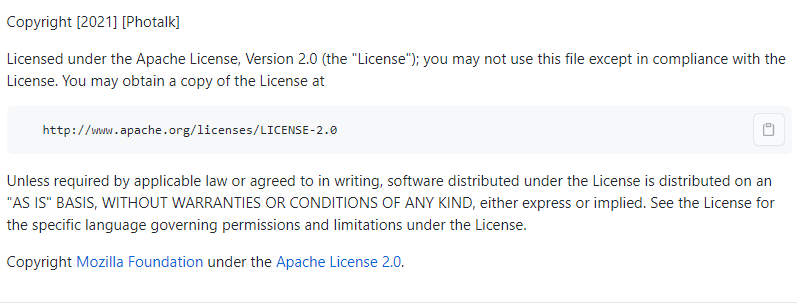 Copyright [2021] [Photalk]
Licensed under the Apache License, Version 2.0 (the "License"); you may not use this file except in compliance with the
License. You may obtain a copy of the License at
http://www.apache.org/licenses/LICENSE-2.0
Unless required by applicable law or agreed to in writing, software distributed under the License is distributed on an
"AS IS" BASIS, WITHOUT WARRANTIES OR CONDITIONS OF ANY KIND, either express or implied. See the License for
the specific language governing permissions and limitations under the License.
Copyright Mozilla Foundation under the Apache License 2.0.